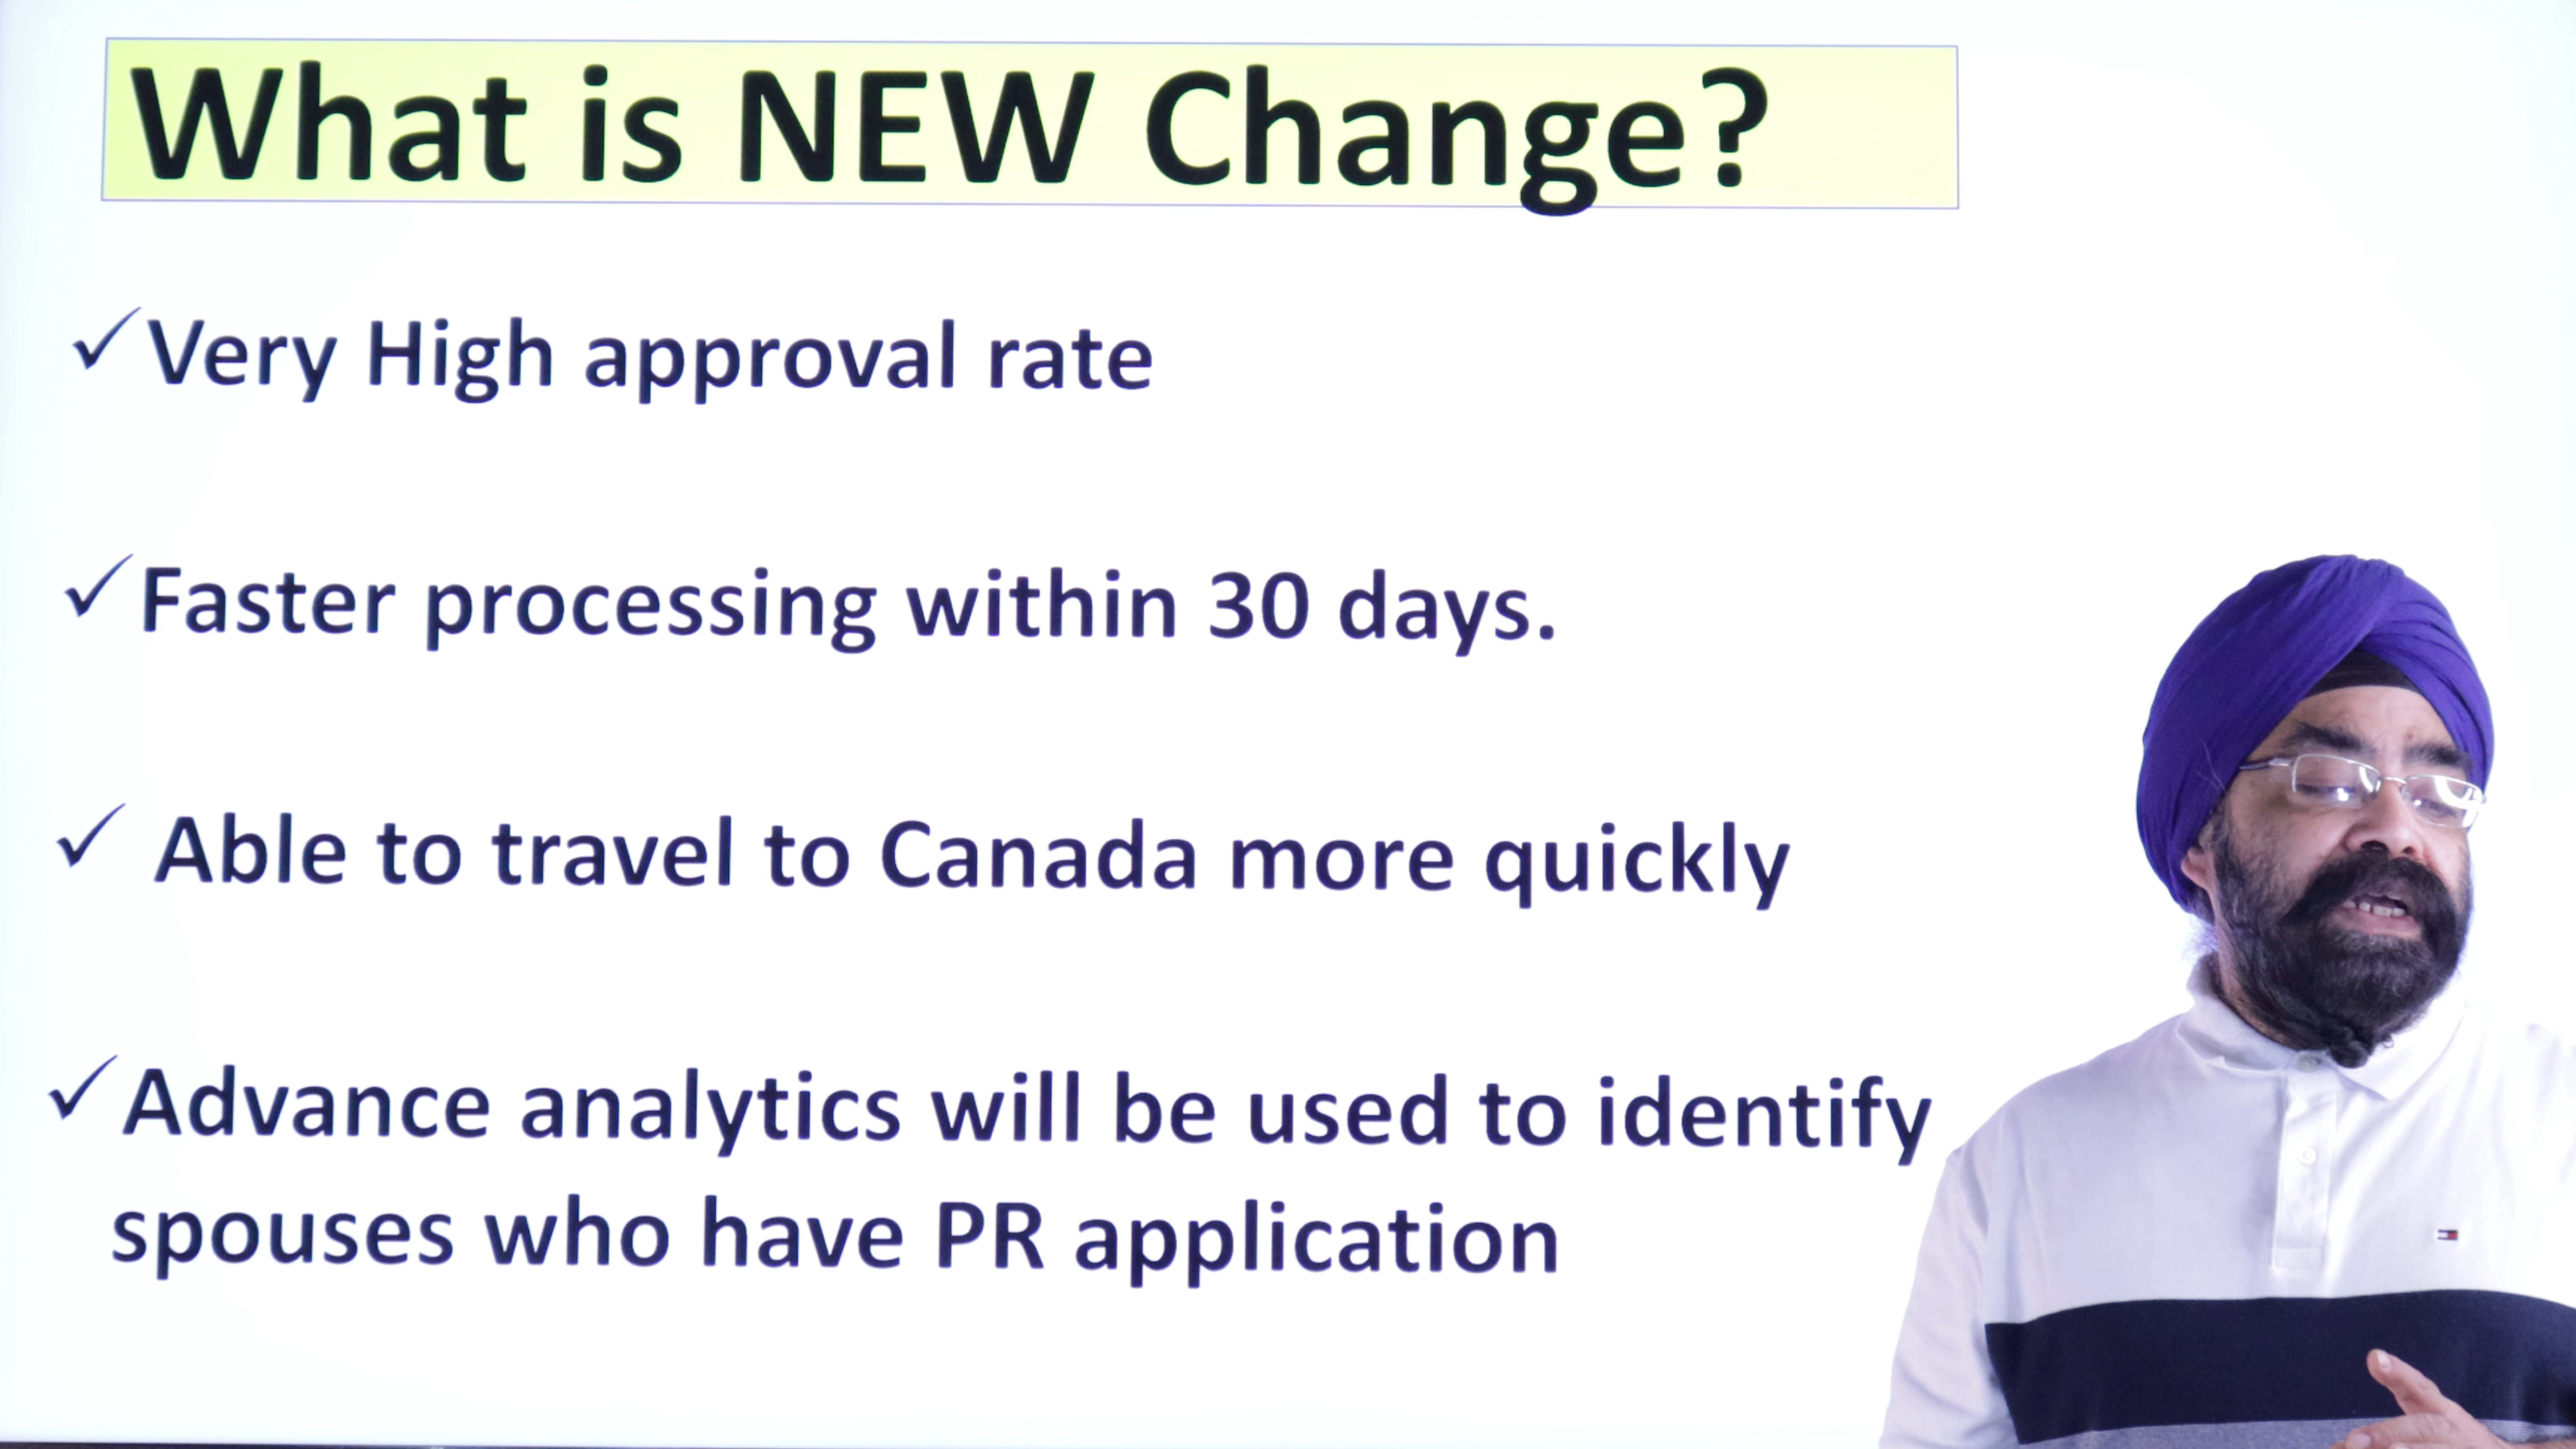 What is NEW Change?
✓Very High approval rate
✓Faster processing within 30 days.
✓ Able to travel to Canada more quickly
✓Advance analytics will be used to identify
spouses who have PR application